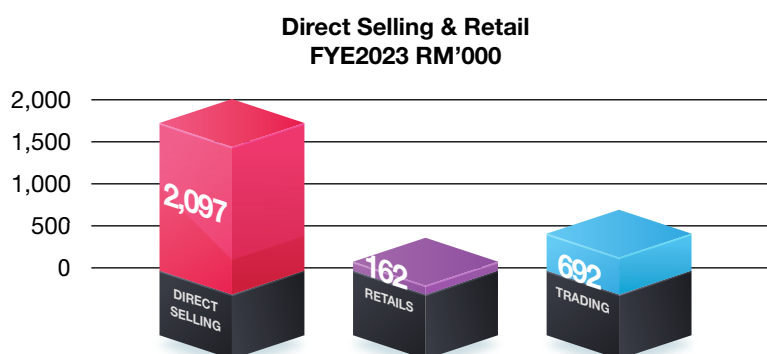 Direct Selling & Retail
FYE2023 RM’000
2,000
1,500
1,000
500
0
2,097
162
692
DIRECT
SELLING
RETAILS
TRADING